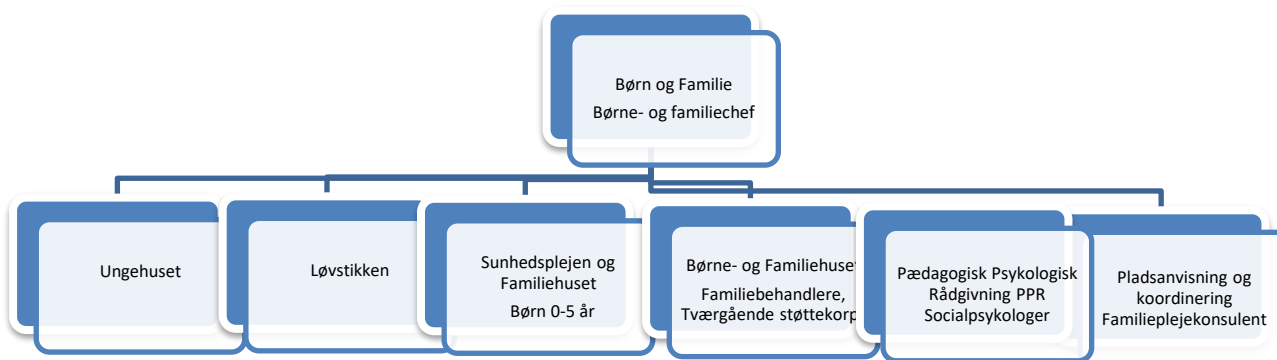 Børn og Familie
Børne- og familiechef
Ungehuset
Løvstikken
Sunhedsplejen og
Familiehuset
Børn 0-5 år
Børne- og Familiehuset
Familiebehandlere,
Tværgående støttekorp
Pædagogisk Psykologisk
Rådgivning PPR
Socialpsykologer
Pladsanvisning og
koordinering
Familieplejekonsulent